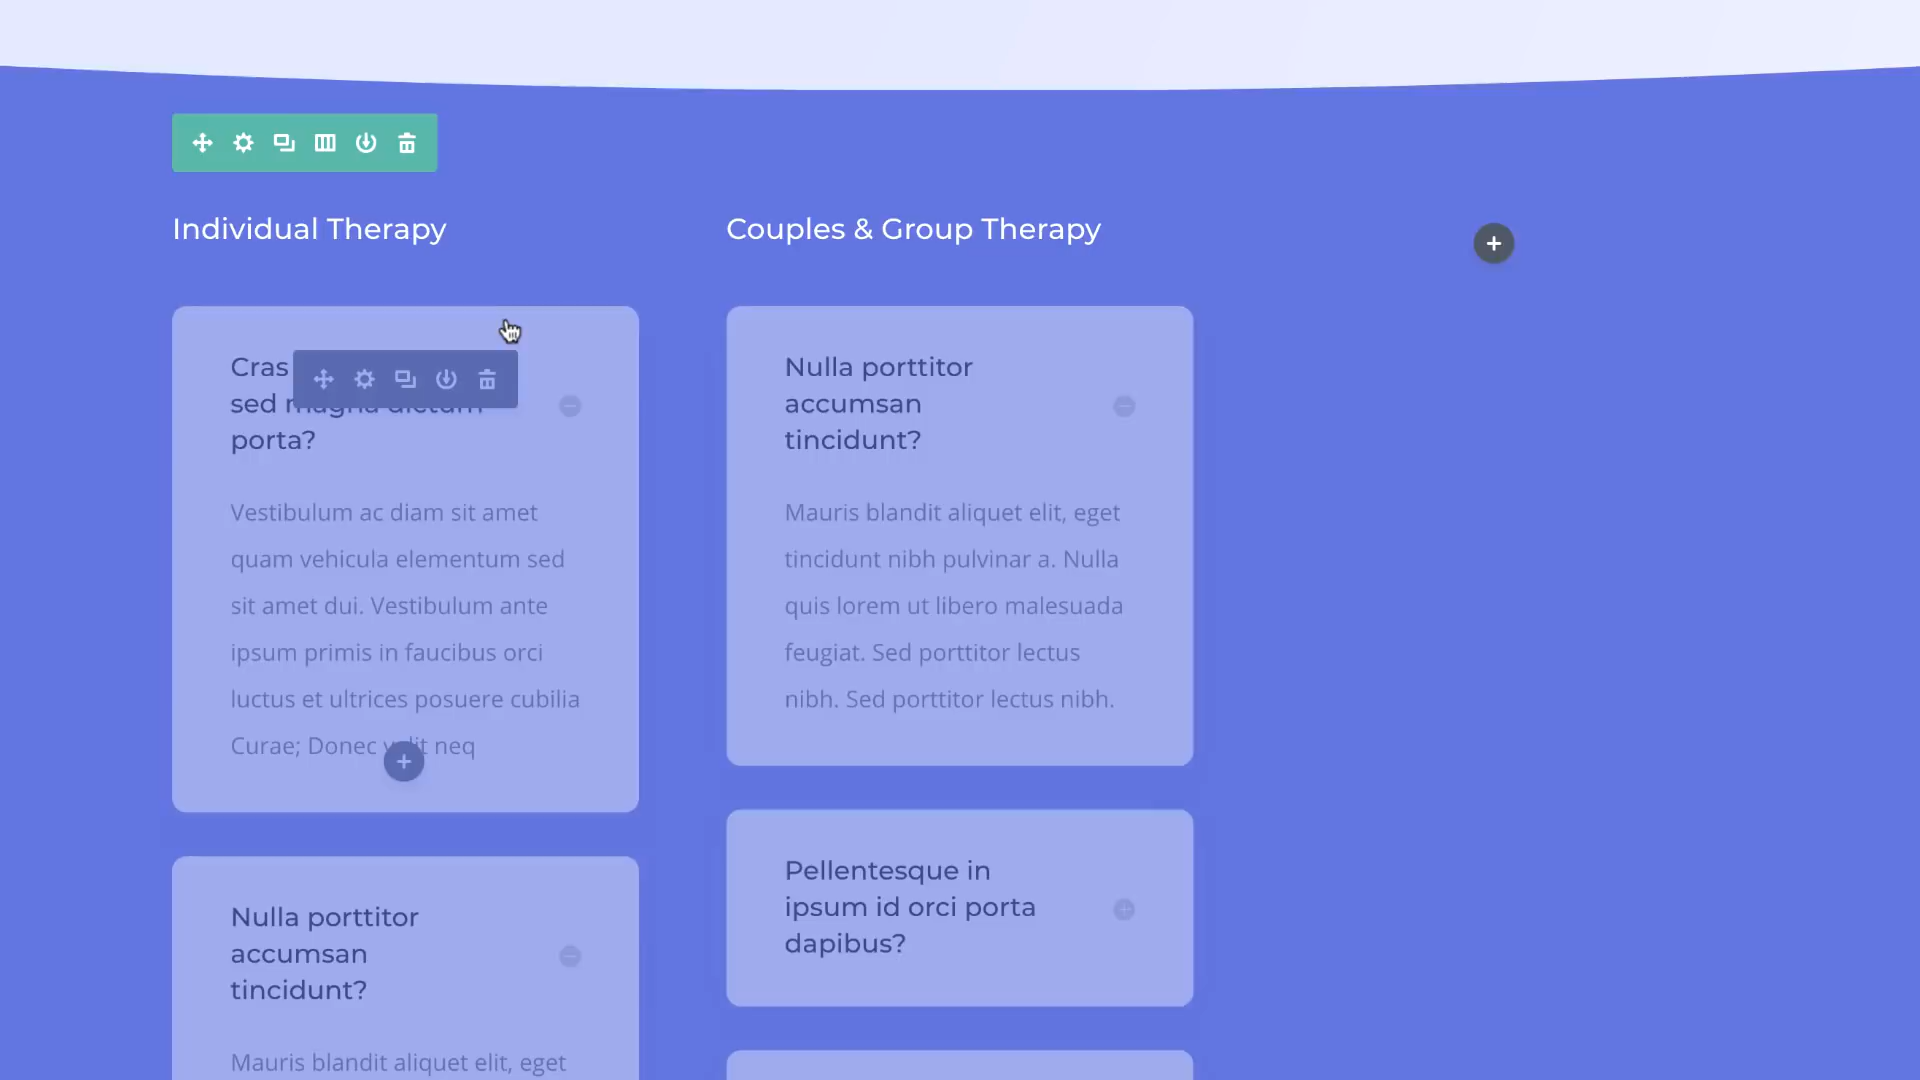 Individual Therapy
Cras
sed magna dictum
porta?
Vestibulum ac diam sit amet
quam vehicula elementum sed
sit amet dui. Vestibulum ante
ipsum primis in faucibus orci
luctus et ultrices posuere cubilia
Curae; Donec velit neq
Nulla porttitor
accumsan
tincidunt?
Mauris blandit aliquet elit, eget
Couples & Group Therapy
Nulla porttitor
accumsan
tincidunt?
Mauris blandit aliquet elit, eget
tincidunt nibh pulvinar a. Nulla
quis lorem ut libero malesuada
feugiat. Sed porttitor lectus
nibh. Sed porttitor lectus nibh.
Pellentesque in
ipsum id orci porta
dapibus?